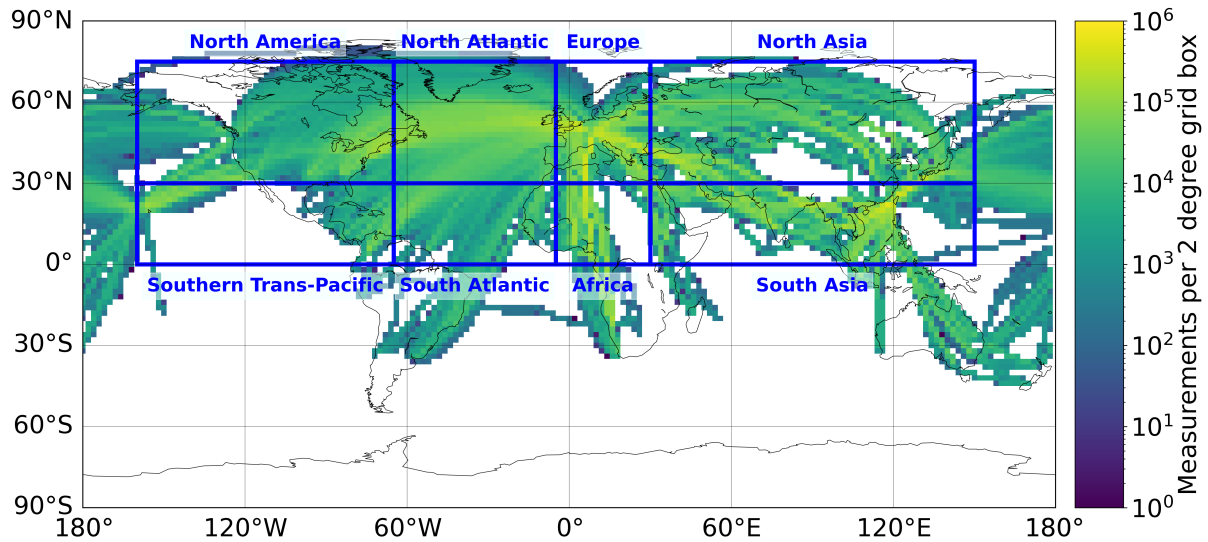 90°N
60°N
30°N
0°
30°S
60°S
90°S
180°
120°W
60°W
0°
60°E
120°E
180°
North America
North Atlantic
Europe
North Asia
Southern Trans-Pacific
South Atlantic
Africa
South Asia
10^6
10^5
10^4
10^3
10^2
10^1
10^0
Measurements per 2 degree grid box